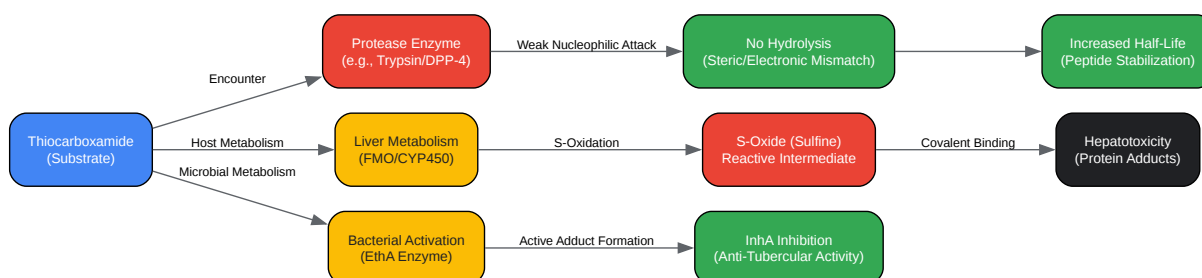 Protease Enzyme
(e.g., Trypsin/DPP-4)
Weak Nucleophilic Attack
No Hydrolysis
(Steric/Electronic Mismatch)
Increased Half-Life
(Peptide Stabilization)
Encounter
Thiocarboxamide
(Substrate)
Host Metabolism
Liver Metabolism
(FMO/CYP450)
S-Oxidation
S-Oxide (Sulfine)
Reactive Intermediate
Covalent Binding
Hepatotoxicity
(Protein Adducts)
Microbial Metabolism
Bacterial Activation
(EthA Enzyme)
Active Adduct Formation
InhA Inhibition
(Anti-Tubercular Activity)